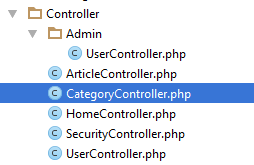 Controller
Admin
UserController.php
ArticleController.php
CategoryController.php
HomeController.php
SecurityController.php
UserController.php